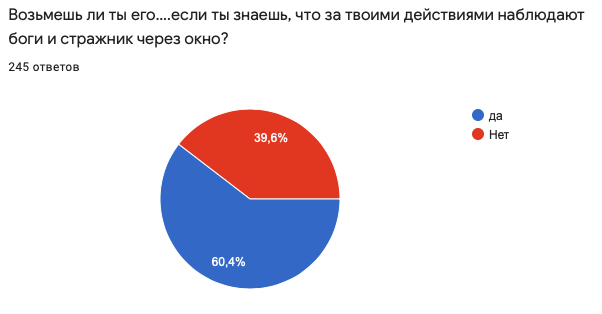 Возьмешь ли ты его....если ты знаешь, что за твоими действиями наблюдают
боги и стражник через окно?
245 ответов
да
Нет
39,6%
60,4%